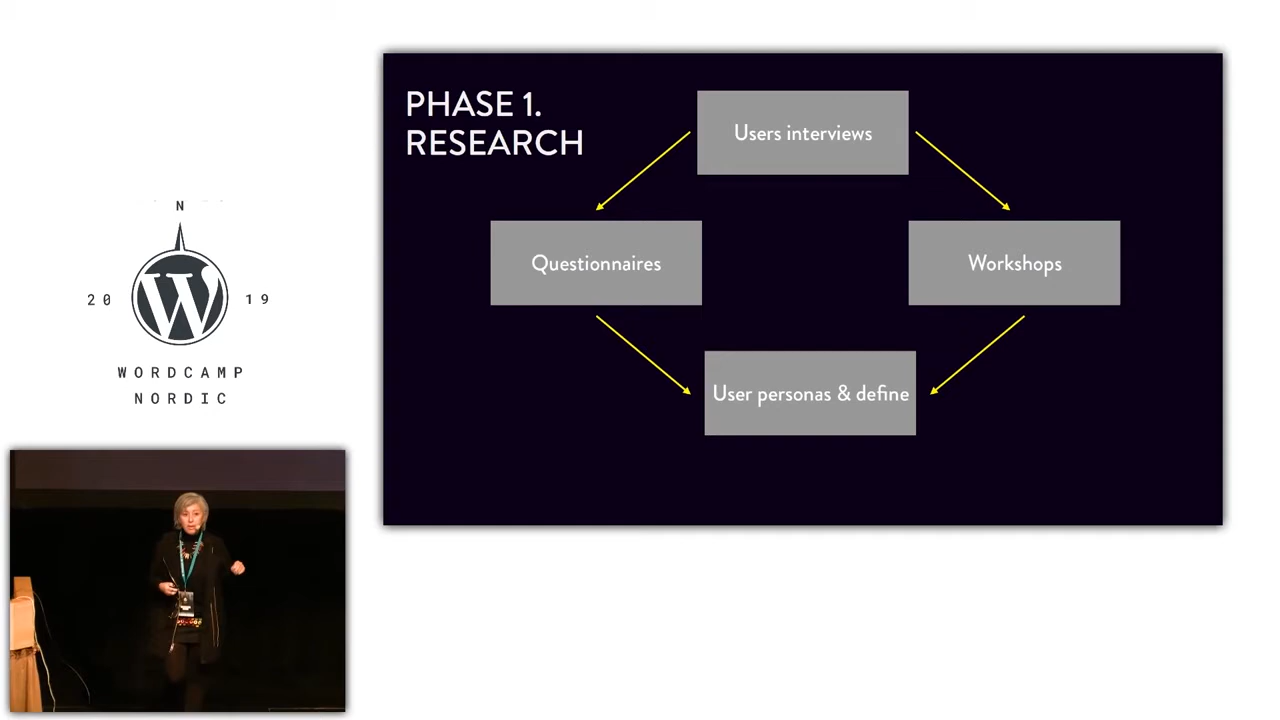 PHASE 1.
RESEARCH
Users interviews
Questionnaires
Workshops
User personas & define
N
20 19
WORDCAMP
NORDIC